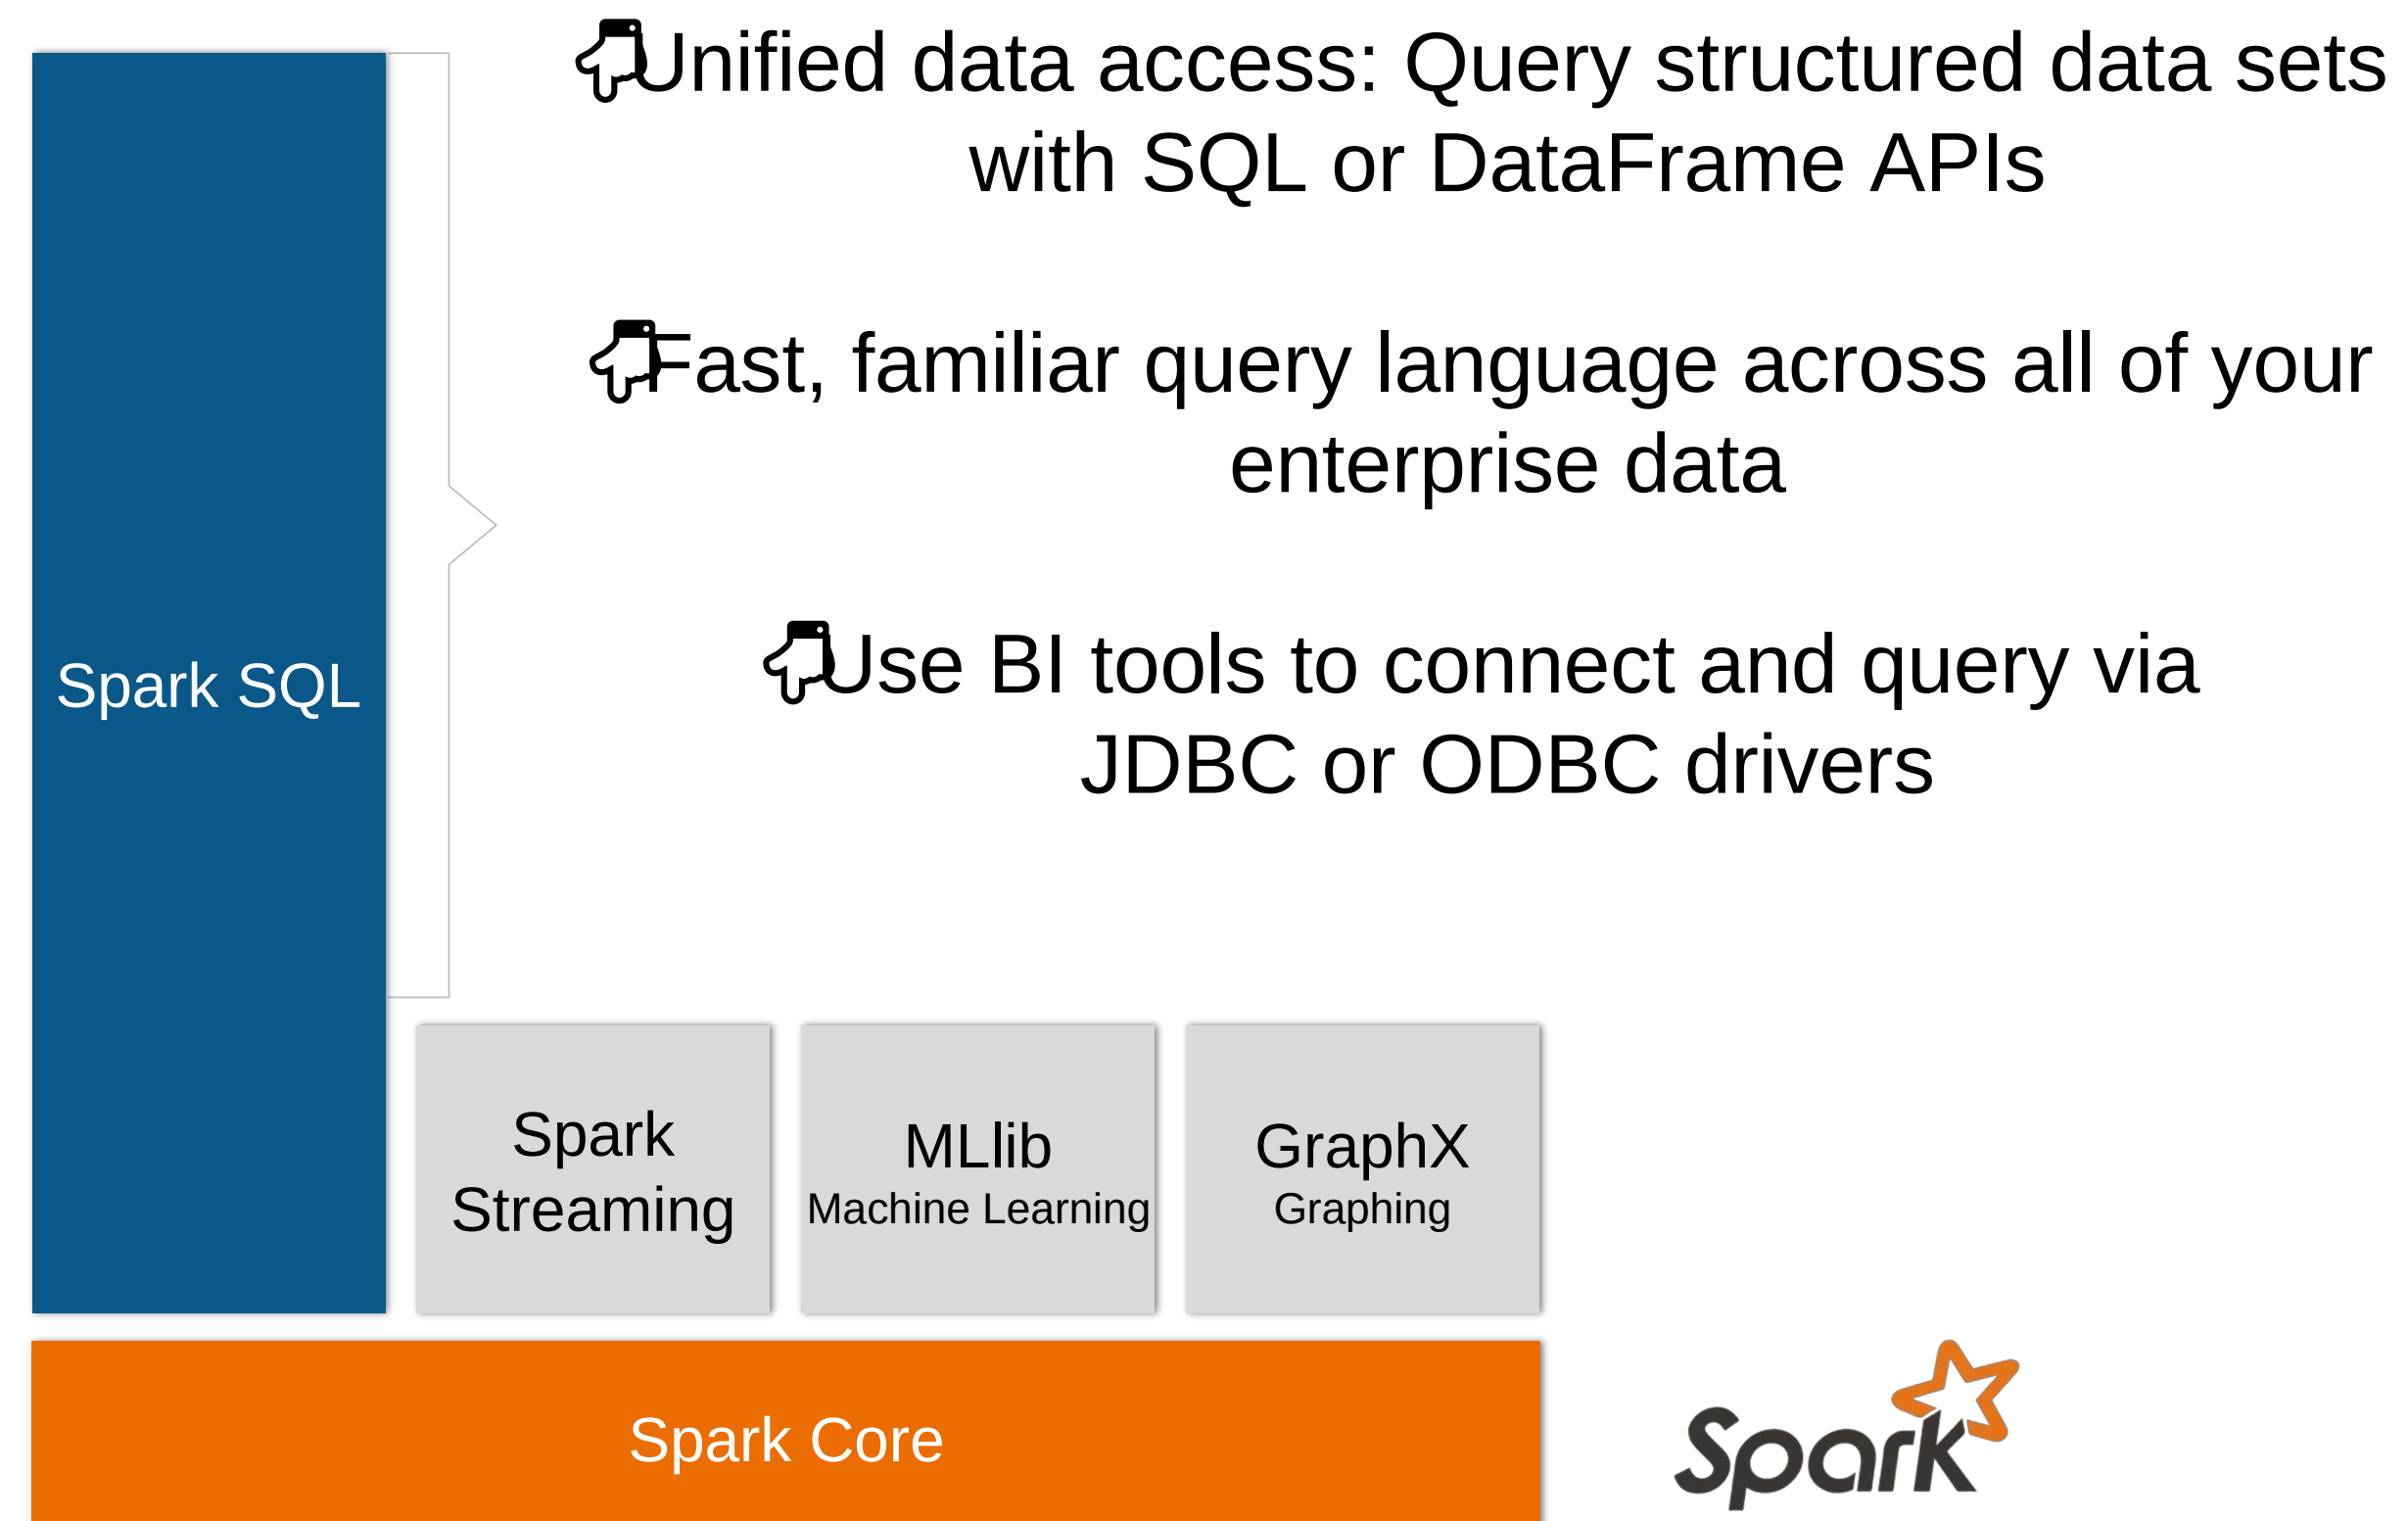 Unified data access: Query structured data sets
with SQL or DataFrame APIs
Fast, familiar query language across all of your
enterprise data
Use BI tools to connect and query via
JDBC or ODBC drivers
Spark SQL
Spark
Streaming
MLlib
Machine Learning
GraphX
Graphing
Spark Core
Spark